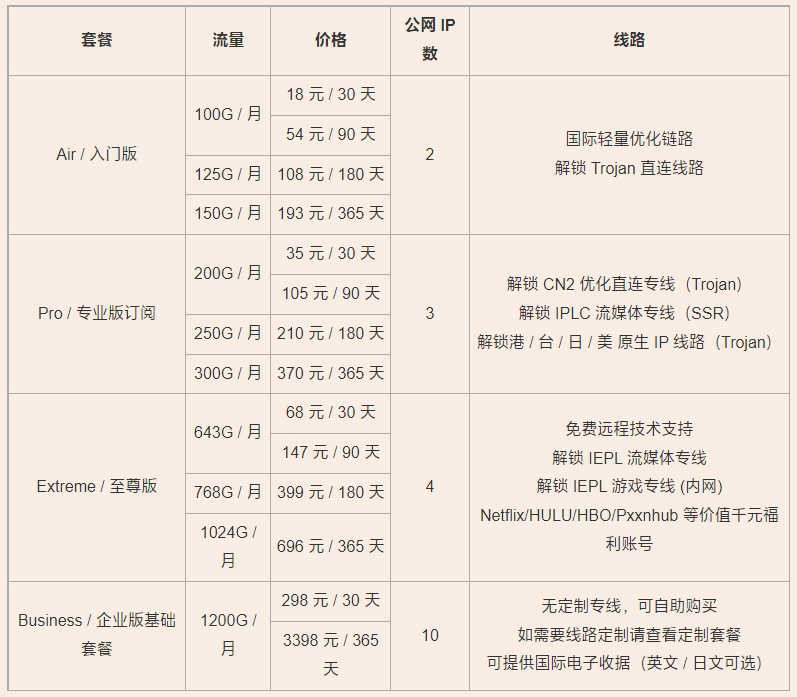 套餐
流量
价格
公网 IP
数
线路
Air / 入门版
100G / 月
18 元 / 30 天
54 元 / 90 天
125G / 月
108 元 / 180 天
150G / 月
193 元 / 365 天
2
国际轻量优化链路
解锁 Trojan 直连线路
Pro / 专业版订阅
200G / 月
35 元 / 30 天
105 元 / 90 天
250G / 月
210 元 / 180 天
300G / 月
370 元 / 365 天
3
解锁 CN2 优化直连专线（Trojan）
解锁 IPLC 流媒体专线（SSR）
解锁港 / 台 / 日 / 美 原生 IP 线路（Trojan）
Extreme / 至尊版
643G / 月
68 元 / 30 天
147 元 / 90 天
768G / 月
399 元 / 180 天
1024G /
月
696 元 / 365 天
4
免费远程技术支持
解锁 IEPL 流媒体专线
解锁 IEPL 游戏专线 (内网)
Netflix/HULU/HBO/Pxxnhub 等价值千元福
利账号
Business / 企业版基础
套餐
1200G /
月
298 元 / 30 天
3398 元 / 365
天
10
无定制专线，可自助购买
如需要线路定制请查看定制套餐
可提供国际电子收据（英文 / 日文可选）